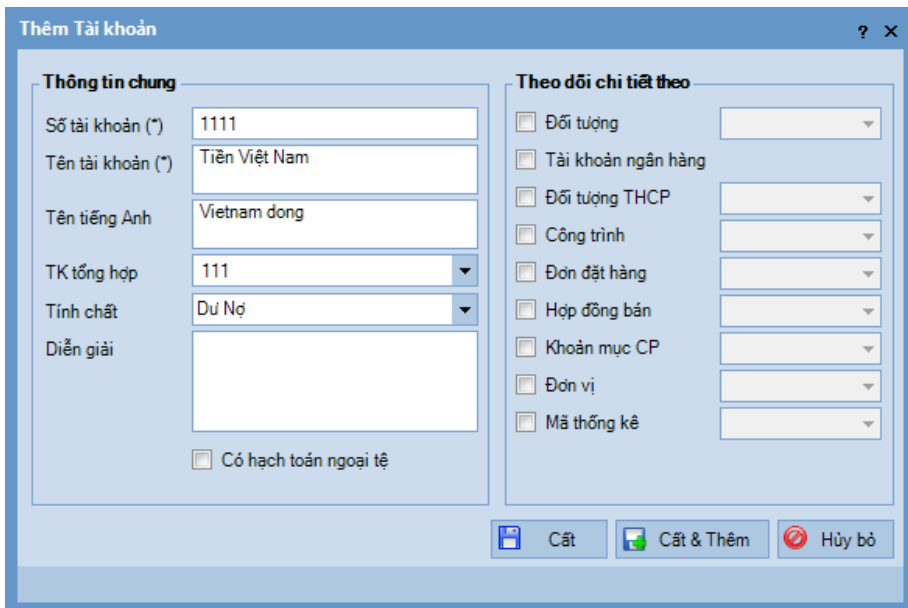 Thêm Tài khoản
? X
Thông tin chung
Số tài khoản (*) 1111
Tên tài khoản (*) Tiền Việt Nam
Tên tiếng Anh Vietnam dong
TK tổng hợp 111
Tính chất Dư Nợ
Diễn giải
Có hạch toán ngoại tệ
Theo dõi chi tiết theo
Đối tượng
Tài khoản ngân hàng
Đối tượng THCP
Công trình
Đơn đặt hàng
Hợp đồng bán
Khoản mục CP
Đơn vị
Mã thống kê
Cất Cất & Thêm Hủy bỏ